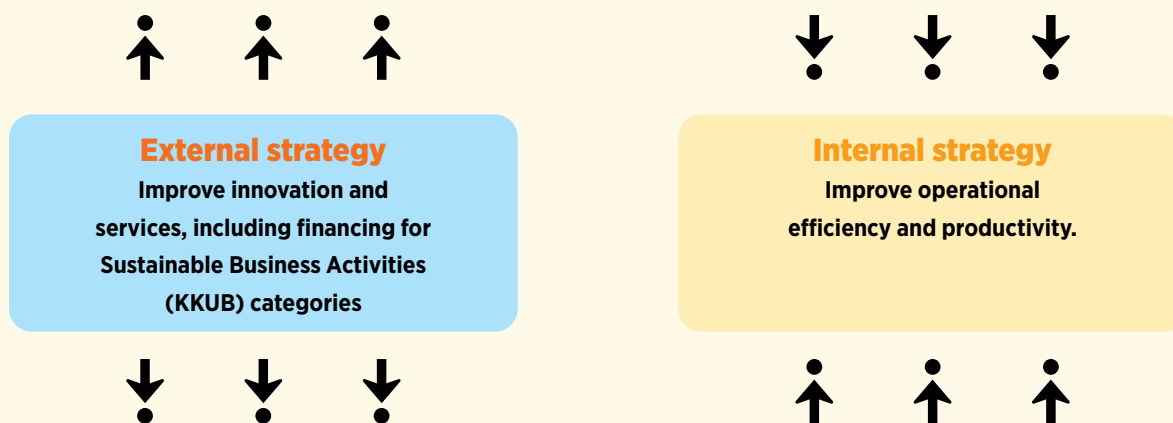 External strategy
Improve innovation and
services, including financing for
Sustainable Business Activities
(KKUB) categories
Internal strategy
Improve operational
efficiency and productivity.